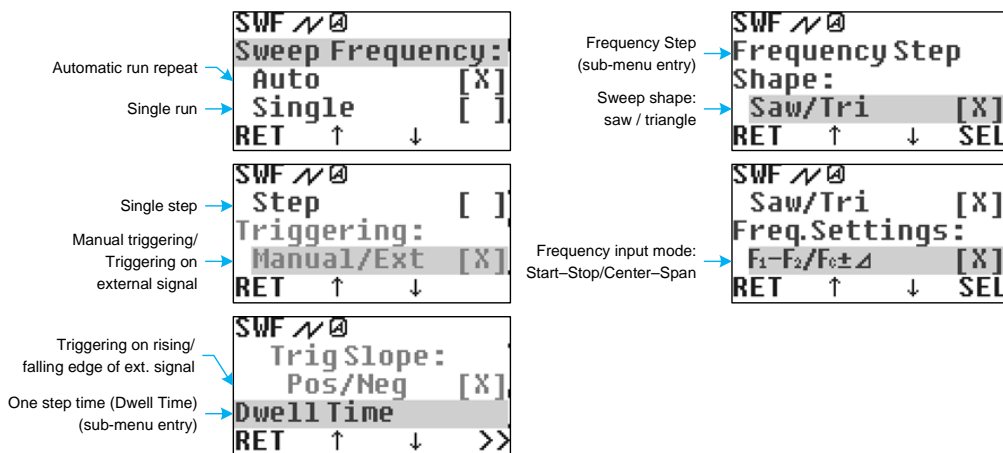 SWF
Sweep Frequency:
Automatic run repeat
Auto [X]
Single run
Single [ ]
RET ↑ ↓
SWF
Single step
Step [ ]
Triggering:
Manual triggering/
Triggering on
external signal
Manual/Ext [X]
RET ↑ ↓
SWF
Triggering on rising/
falling edge of ext. signal
Trig Slope:
Pos/Neg [X]
One step time (Dwell Time)
(sub-menu entry)
Dwell Time
RET ↑ ↓ >>
SWF
Frequency Step
(sub-menu entry)
Frequency Step
Shape:
Sweep shape:
saw / triangle
Saw/Tri [X]
RET ↑ ↓ SEL
SWF
Saw/Tri [X]
Freq.Settings:
Frequency input mode:
Start–Stop/Center–Span
F₁−F₂/Fc±⊿ [X]
RET ↑ ↓ SEL